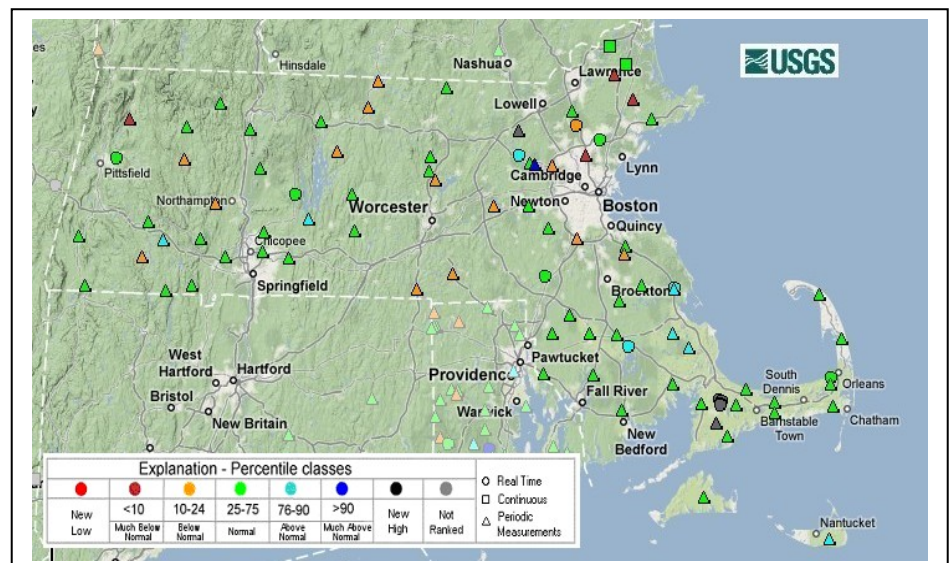 Hinsdale
Nashua
USGS
Lawrence
Lowell
Pittsfield
Lynn
Cambridge
Northampton
Worcester
Newton
Boston
Quincy
Chicopee
Springfield
Brockton
West Hartford
Hartford
Pawtucket
Providence
Bristol
New Britain
Warwick
Fall River
New Bedford
South Dennis
Orleans
Barnstable Town
Chatham
Nantucket
Explanation - Percentile classes
<10 10-24 25-75 76-90 >90
New Low
Much Below Normal
Below Normal
Normal
Above Normal
Much Above Normal
New High
Not Ranked
Real Time
Continuous
Periodic Measurements